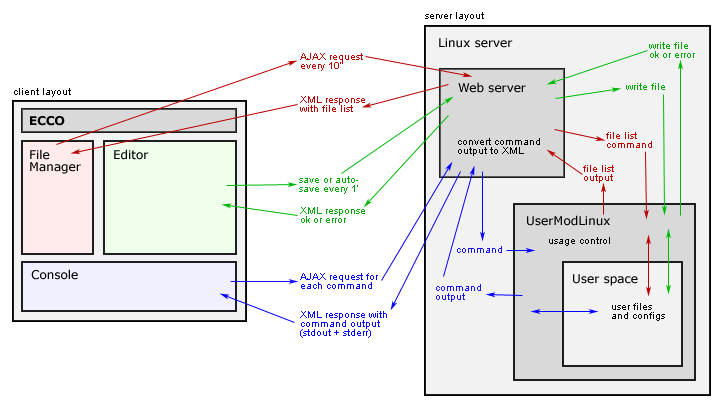 server layout
Linux server
write file
ok or error
AJAX request
every 10"
client layout
Web server
write file
XML response
with file list
ECCO
File
Manager
Editor
convert command
output to XML
file list
command
file list
output
save or auto-
save every 1'
XML response
ok or error
UserModLinux
usage control
command
Console
AJAX request for
each command
command
output
User space
user files
and configs
XML response with
command output
(stdout + stderr)